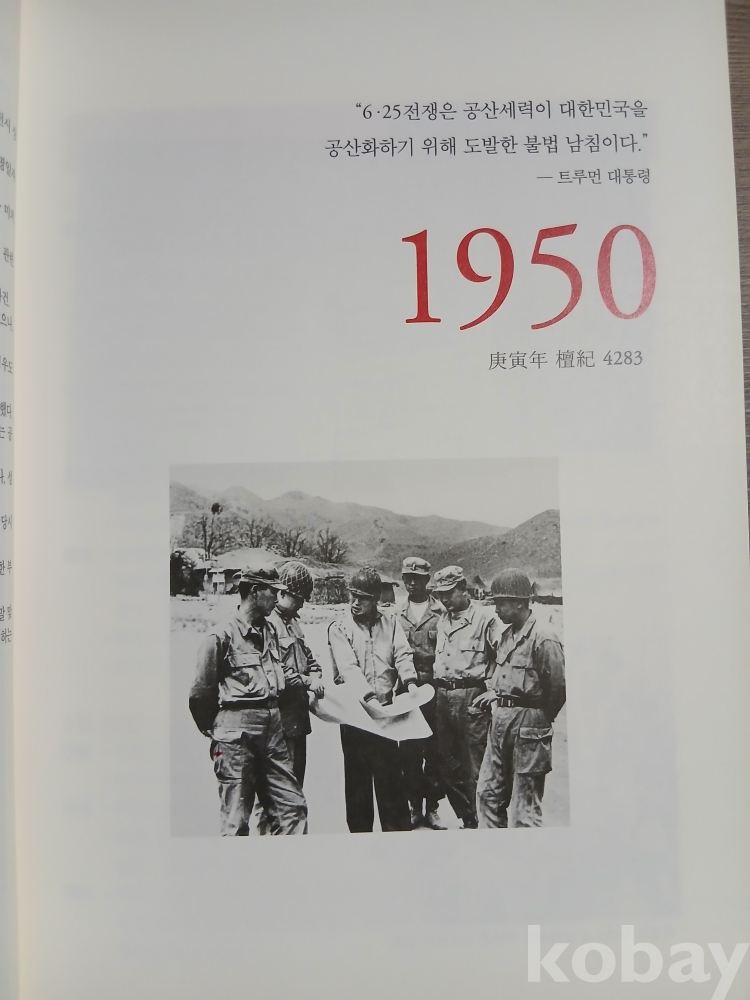 "6·25전쟁은 공산세력이 대한민국을
공산화하기 위해 도발한 불법 남침이다."
— 트루먼 대통령
1950
庚寅年 檀紀 4283
kobay